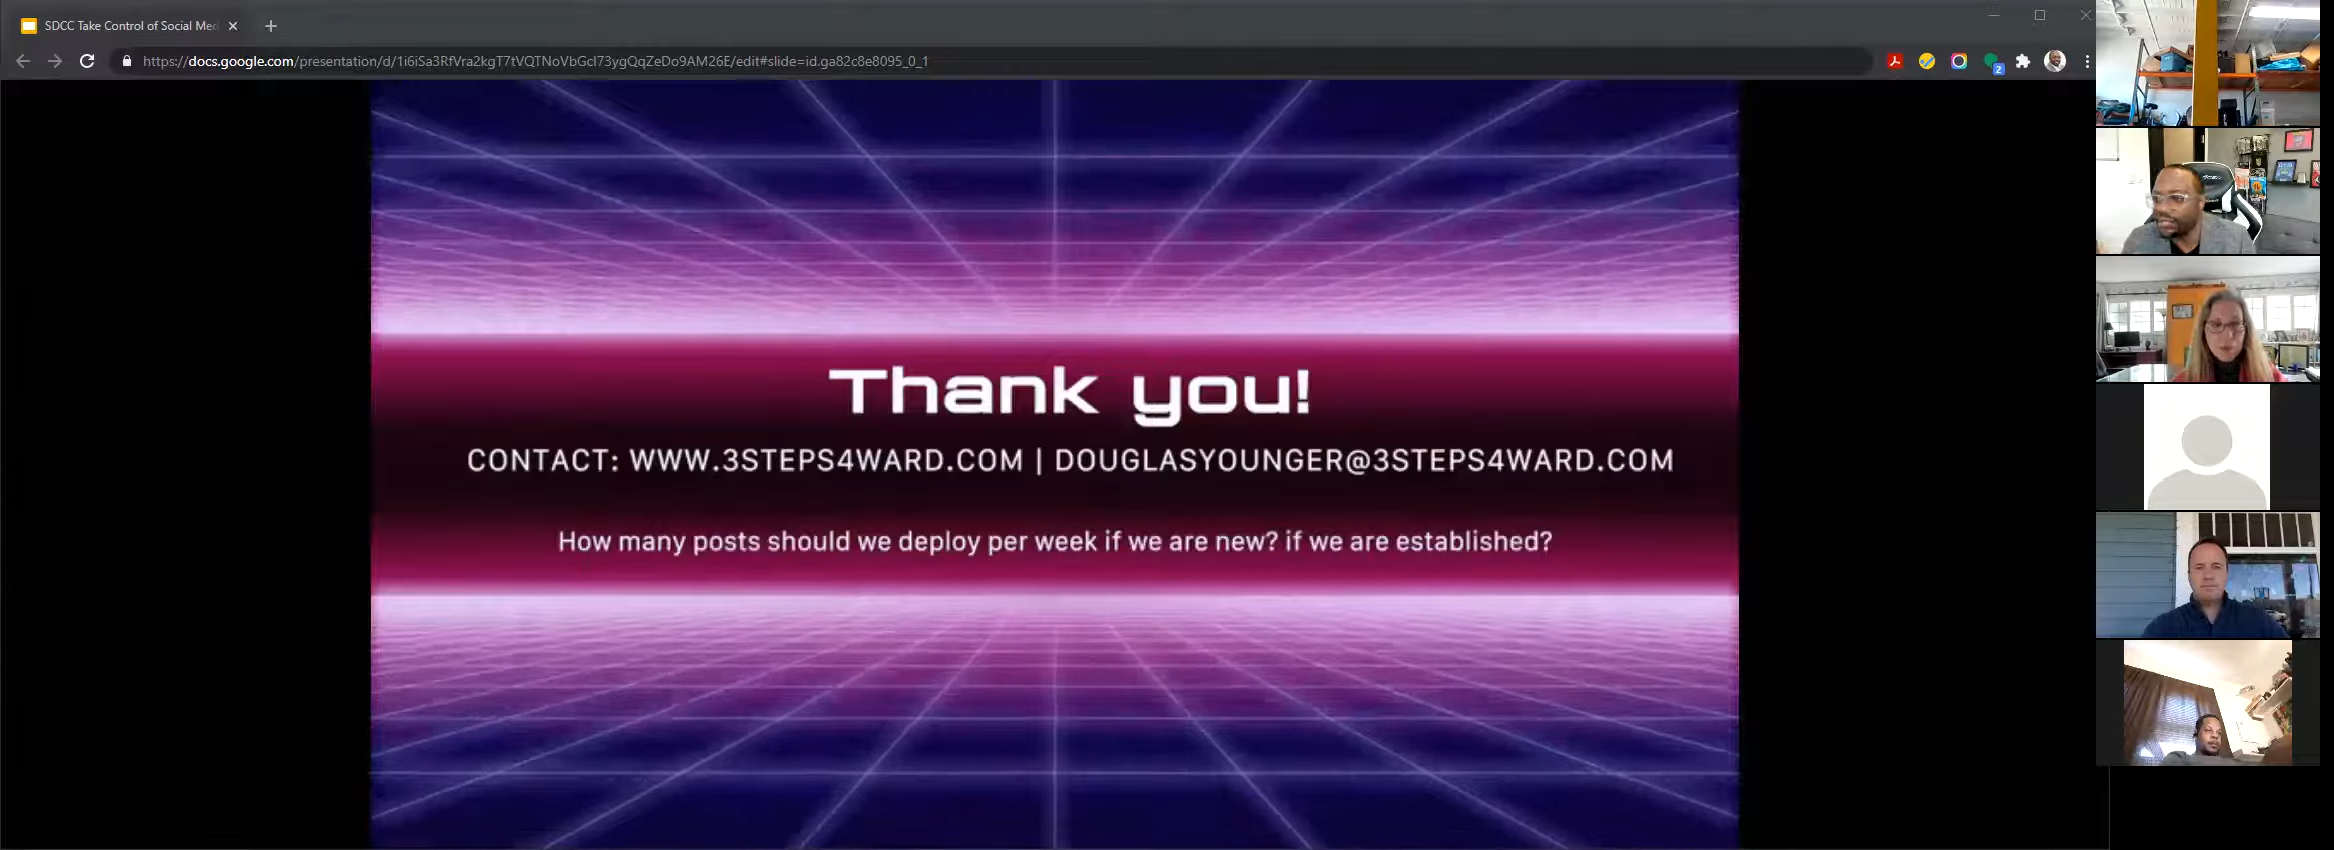 SDCC Take Control of Social Med
https://docs.google.com/presentation/d/1i6iSa3RfVra2kgT7tVQTNoVbGcl73ygQqZeDo9AM26E/edit#slide=id.ga82c8e8095_0_1
2
Thank you!
CONTACT: WWW.3STEPS4WARD.COM | DOUGLASYOUNGER@3STEPS4WARD.COM
How many posts should we deploy per week if we are new? if we are established?